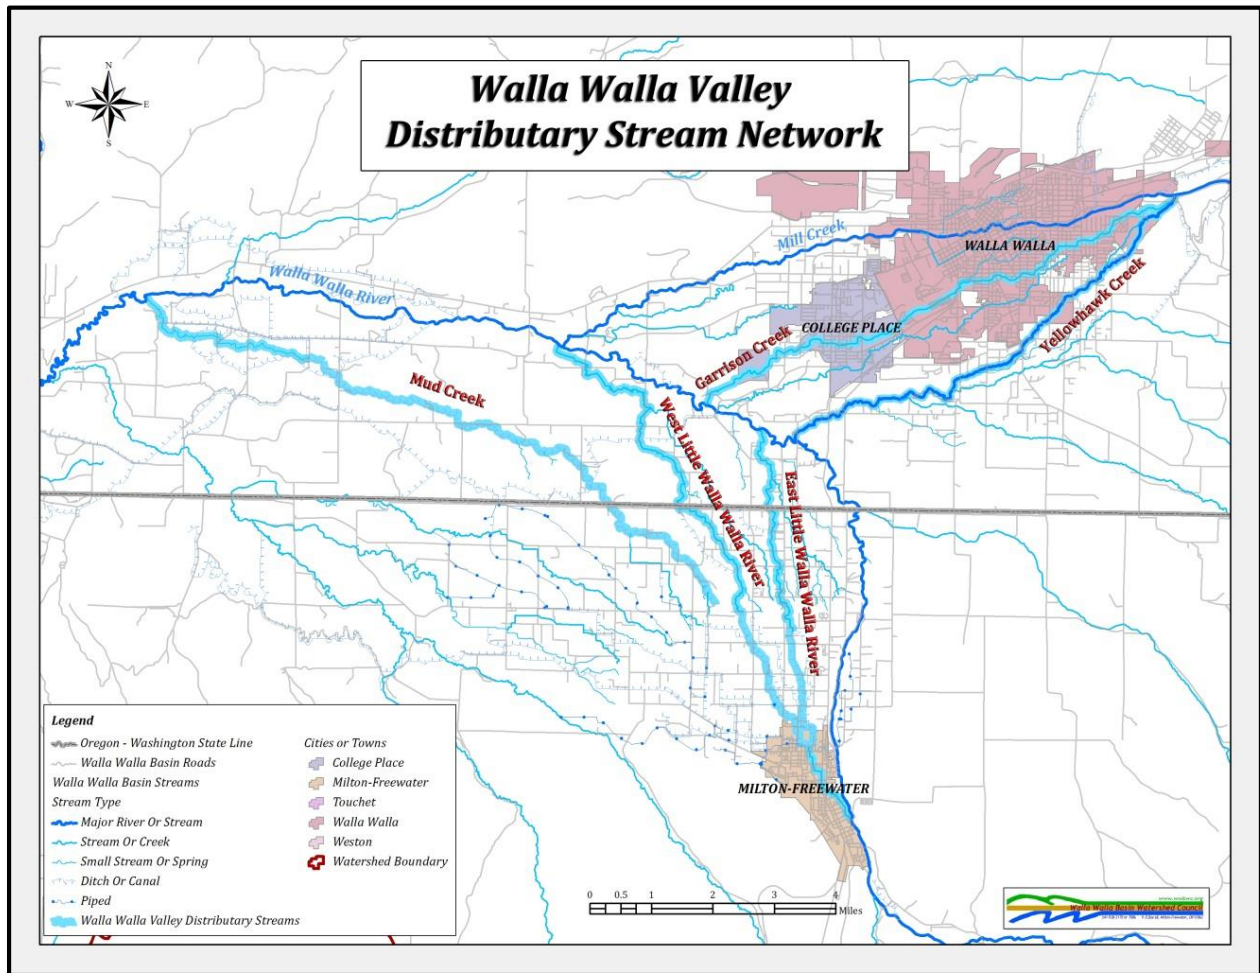 Walla Walla Valley
Distributary Stream Network
N
W
E
S
Mill Creek
WALLA WALLA
Walla Walla River
Yellowhawk Creek
COLLEGE PLACE
Garrison Creek
Mud Creek
West Little Walla Walla River
East Little Walla Walla River
MILTON-FREEWATER
Legend
Oregon - Washington State Line
Walla Walla Basin Roads
Walla Walla Basin Streams
Stream Type
Major River Or Stream
Stream Or Creek
Small Stream Or Spring
Ditch Or Canal
Piped
Walla Walla Valley Distributary Streams
Cities or Towns
College Place
Milton-Freewater
Touchet
Walla Walla
Weston
Watershed Boundary
0 0.5 1 2 3 4
Miles
Walla Walla Basin Watershed Council